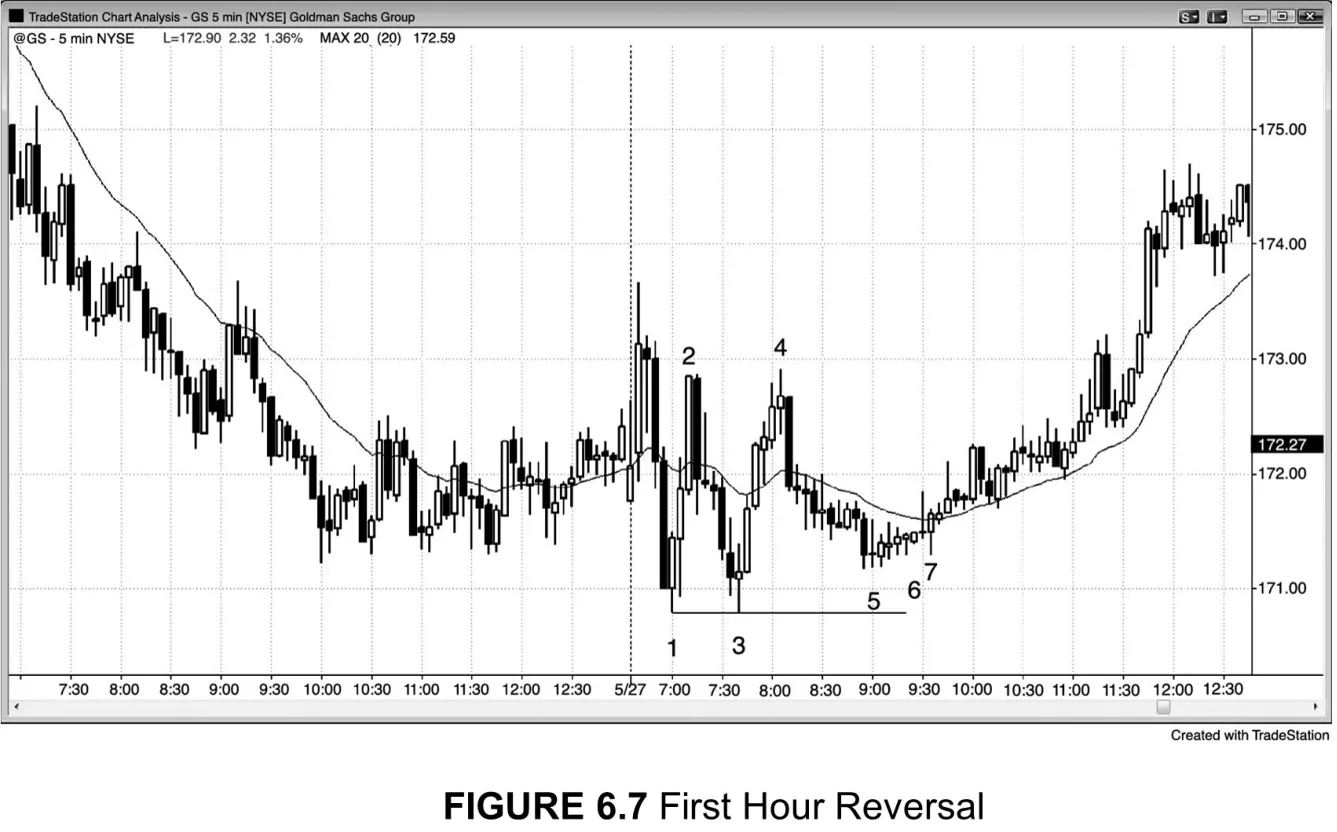 TradeStation Chart Analysis - GS 5 min [NYSE] Goldman Sachs Group
S
I
@GS - 5 min NYSE L=172.90 2.32 1.36% MAX 20 (20) 172.59
175.00
174.00
173.00
172.27
172.00
171.00
2
4
7
6
5
1
3
7:30 8:00 8:30 9:00 9:30 10:00 10:30 11:00 11:30 12:00 12:30 5/27 7:00 7:30 8:00 8:30 9:00 9:30 10:00 10:30 11:00 11:30 12:00 12:30
Created with TradeStation
FIGURE 6.7 First Hour Reversal